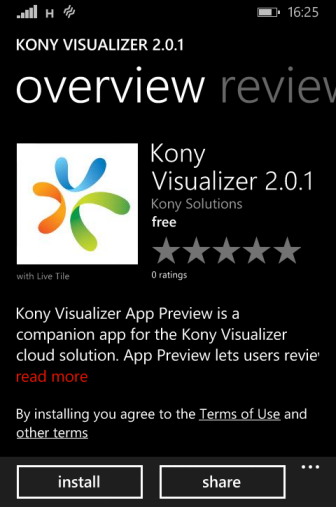 H 16:25
KONY VISUALIZER 2.0.1
overview review
Kony
Visualizer 2.0.1
Kony Solutions
free
0 ratings
with Live Tile
Kony Visualizer App Preview is a
companion app for the Kony Visualizer
cloud solution. App Preview lets users review
read more
By installing you agree to the Terms of Use and
other terms
install share